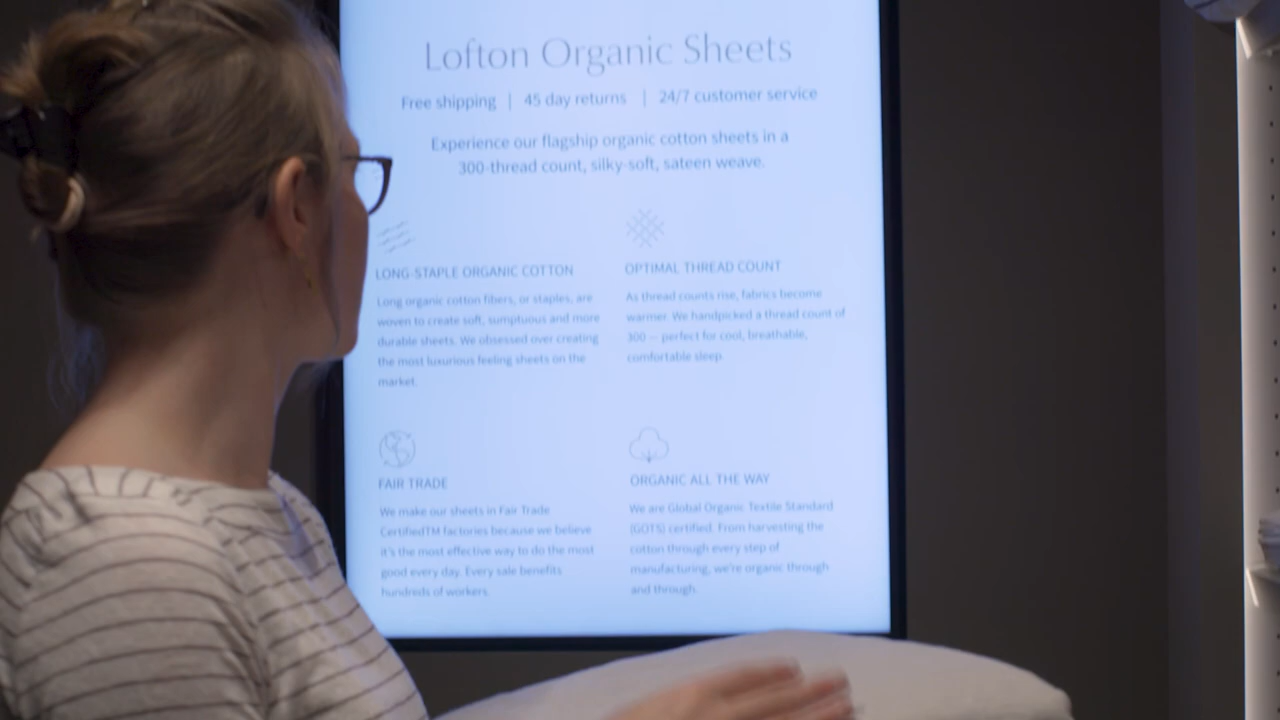 Lofton Organic Sheets
Free shipping | 45 day returns | 24/7 customer service
Experience our flagship organic cotton sheets in a
300-thread count, silky-soft, sateen weave.
LONG-STAPLE ORGANIC COTTON
Long organic cotton fibers, or staples, are
woven to create soft, sumptuous and more
durable sheets. We obsessed over creating
the most luxurious feeling sheets on the
market.
OPTIMAL THREAD COUNT
As thread counts rise, fabrics become
warmer. We handpicked a thread count of
300 — perfect for cool, breathable,
comfortable sleep.
FAIR TRADE
We make our sheets in Fair Trade
CertifiedTM factories because we believe
it's the most effective way to do the most
good every day. Every sale benefits
hundreds of workers.
ORGANIC ALL THE WAY
We are Global Organic Textile Standard
(GOTS) certified. From harvesting the
cotton through every step of
manufacturing, we're organic through
and through.